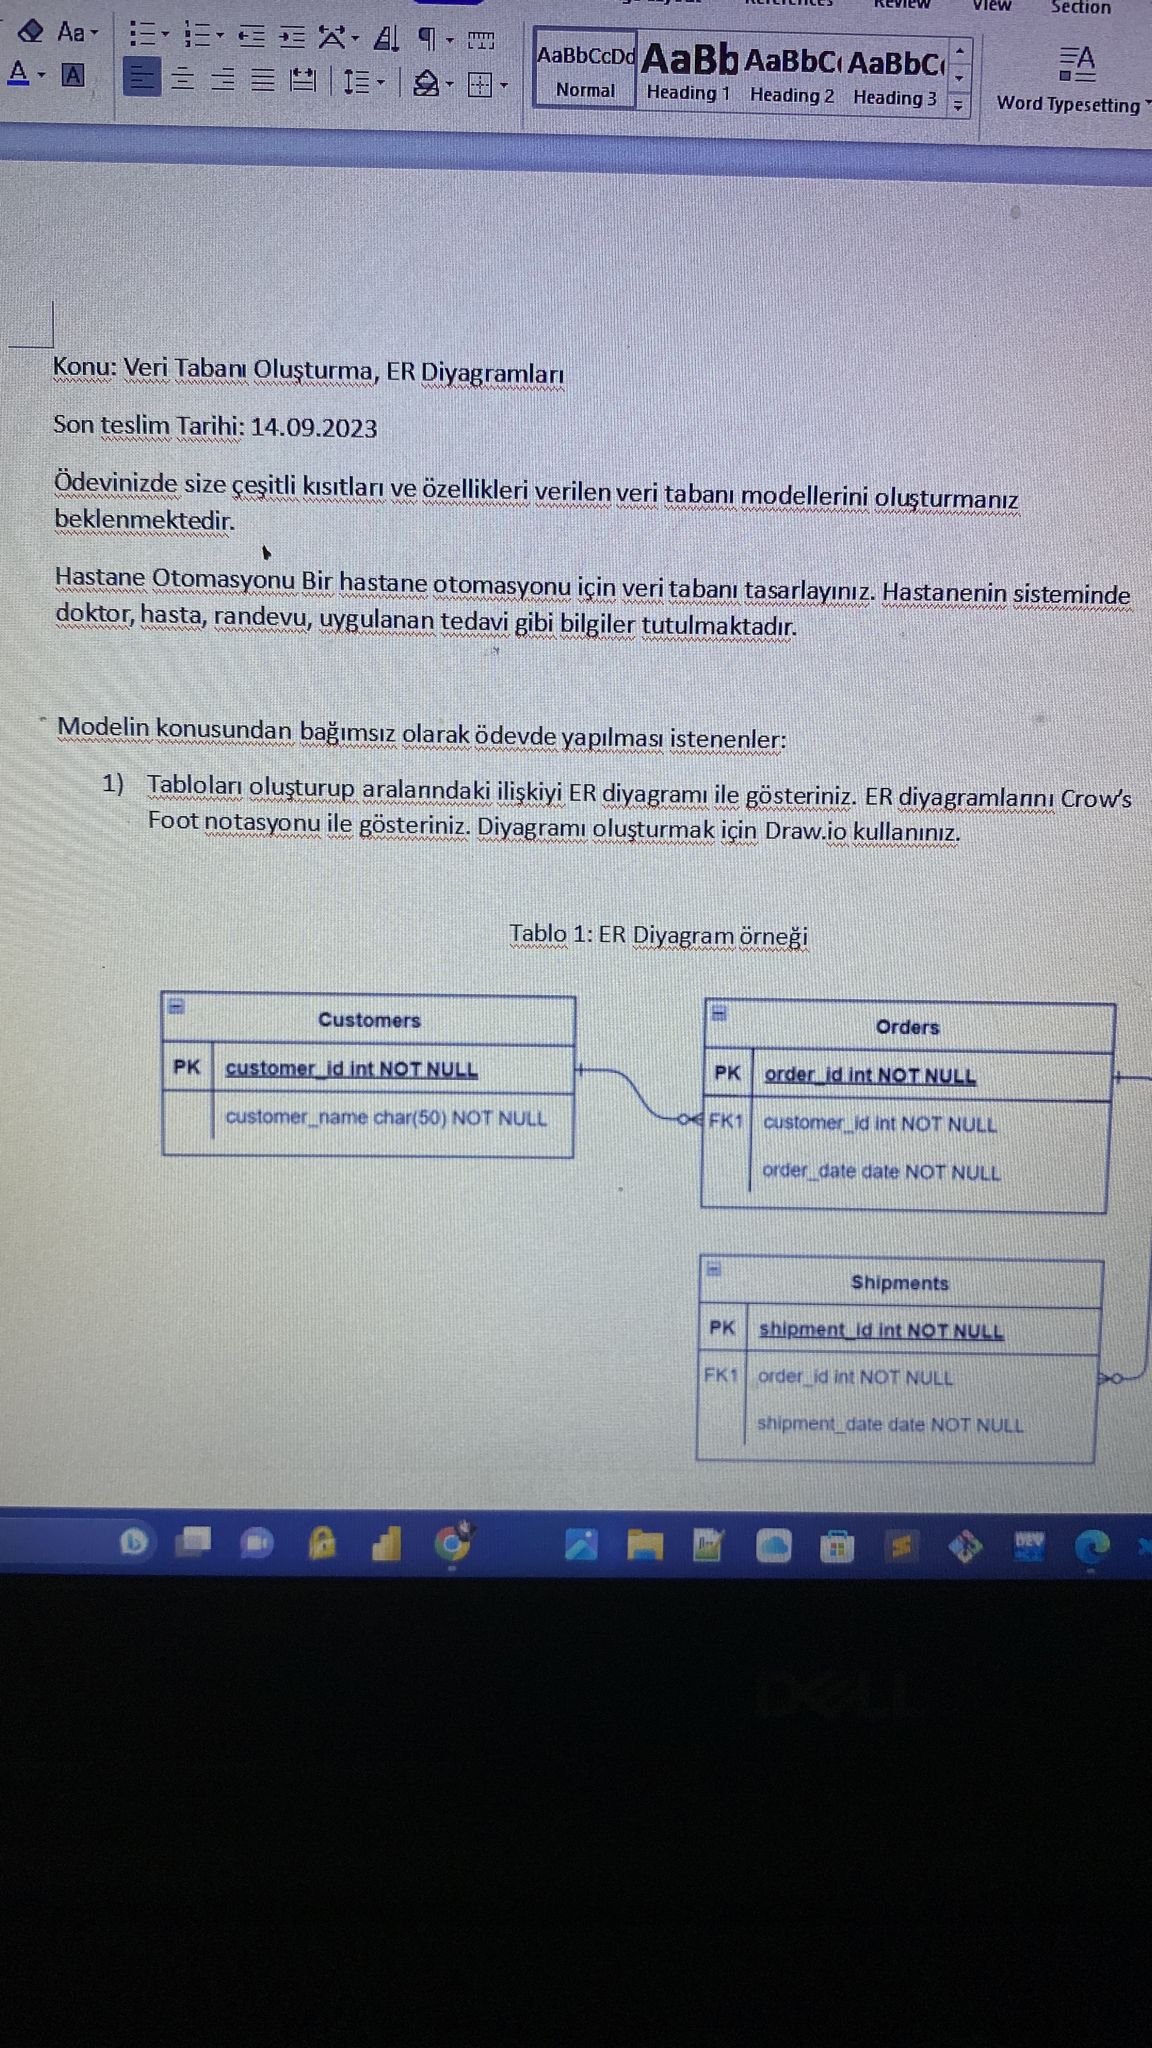 View
Section
Aa
AaBbCcDd AaBb AaBbC AaBbC
A A
Normal Heading 1 Heading 2 Heading 3
Word Typesetting
Konu: Veri Tabanı Oluşturma, ER Diyagramları
Son teslim Tarihi: 14.09.2023
Ödevinizde size çeşitli kısıtları ve özellikleri verilen veri tabanı modellerini oluşturmanız
beklenmektedir.
Hastane Otomasyonu Bir hastane otomasyonu için veri tabanı tasarlayınız. Hastanenin sisteminde
doktor, hasta, randevu, uygulanan tedavi gibi bilgiler tutulmaktadır.
Modelin konusundan bağımsız olarak ödevde yapılması istenenler:
1) Tabloları oluşturup aralarındaki ilişkiyi ER diyagramı ile gösteriniz. ER diyagramlarını Crow's
Foot notasyonu ile gösteriniz. Diyagramı oluşturmak için Draw.io kullanınız.
Tablo 1: ER Diyagram örneği
Customers
PK customer_id int NOT NULL
customer_name char(50) NOT NULL
Orders
PK order_id int NOT NULL
FK1 customer_id int NOT NULL
order_date date NOT NULL
Shipments
PK shipment_id int NOT NULL
FK1 order_id int NOT NULL
shipment_date date NOT NULL
DEV
DELL